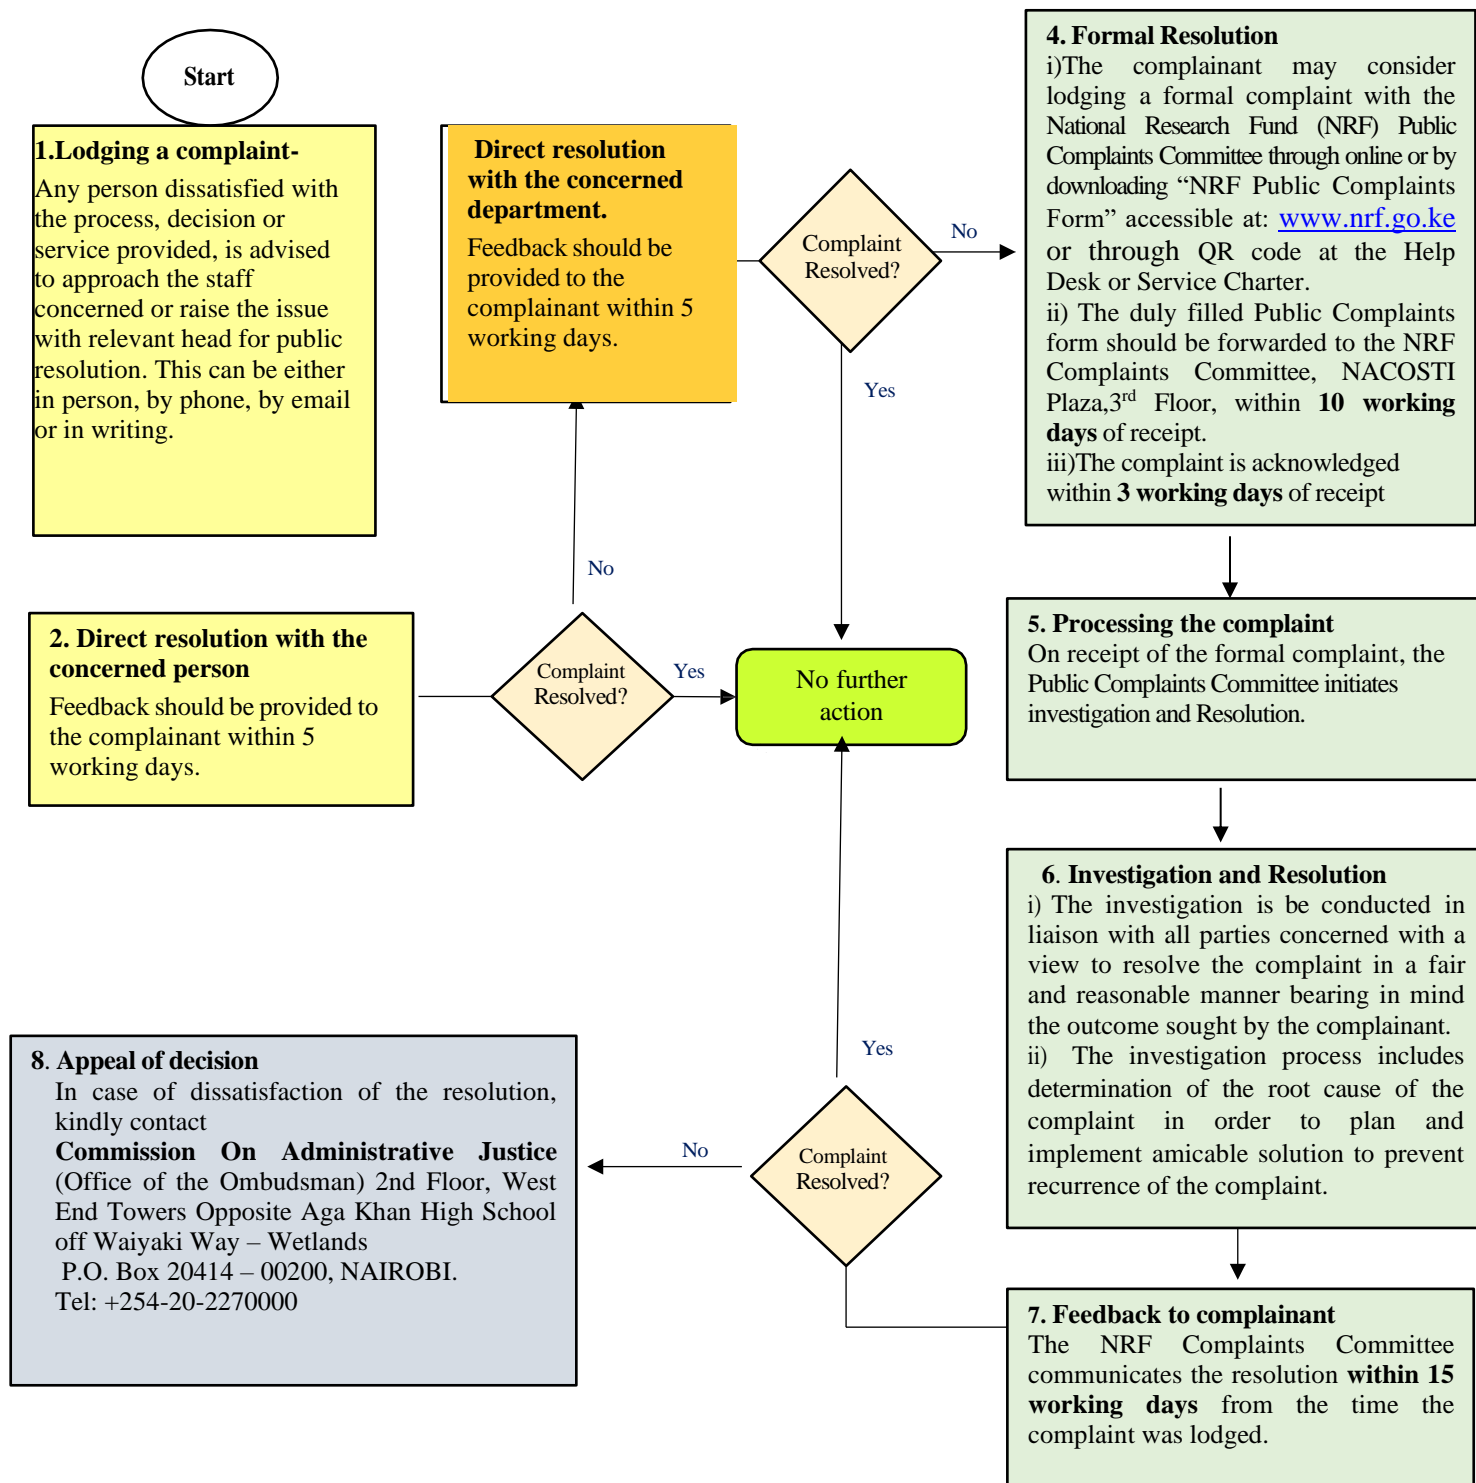 Start
1.Lodging a complaint-
Any person dissatisfied with
the process, decision or
service provided, is advised
to approach the staff
concerned or raise the issue
with relevant head for public
resolution. This can be either
in person, by phone, by email
or in writing.
2. Direct resolution with the
concerned person
Feedback should be provided to
the complainant within 5
working days.
Complaint
Resolved?
No
Yes
Direct resolution
with the concerned
department.
Feedback should be
provided to the
complainant within 5
working days.
Complaint
Resolved?
No
Yes
No further
action
4. Formal Resolution
i)The complainant may consider
lodging a formal complaint with the
National Research Fund (NRF) Public
Complaints Committee through online or by
downloading “NRF Public Complaints
Form” accessible at: www.nrf.go.ke
or through QR code at the Help
Desk or Service Charter.
ii) The duly filled Public Complaints
form should be forwarded to the NRF
Complaints Committee, NACOSTI
Plaza,3rd Floor, within 10 working
days of receipt.
iii)The complaint is acknowledged
within 3 working days of receipt
5. Processing the complaint
On receipt of the formal complaint, the
Public Complaints Committee initiates
investigation and Resolution.
6. Investigation and Resolution
i) The investigation is be conducted in
liaison with all parties concerned with a
view to resolve the complaint in a fair
and reasonable manner bearing in mind
the outcome sought by the complainant.
ii) The investigation process includes
determination of the root cause of the
complaint in order to plan and
implement amicable solution to prevent
recurrence of the complaint.
7. Feedback to complainant
The NRF Complaints Committee
communicates the resolution within 15
working days from the time the
complaint was lodged.
Complaint
Resolved?
Yes
No
8. Appeal of decision
In case of dissatisfaction of the resolution,
kindly contact
Commission On Administrative Justice
(Office of the Ombudsman) 2nd Floor, West
End Towers Opposite Aga Khan High School
off Waiyaki Way – Wetlands
P.O. Box 20414 – 00200, NAIROBI.
Tel: +254-20-2270000